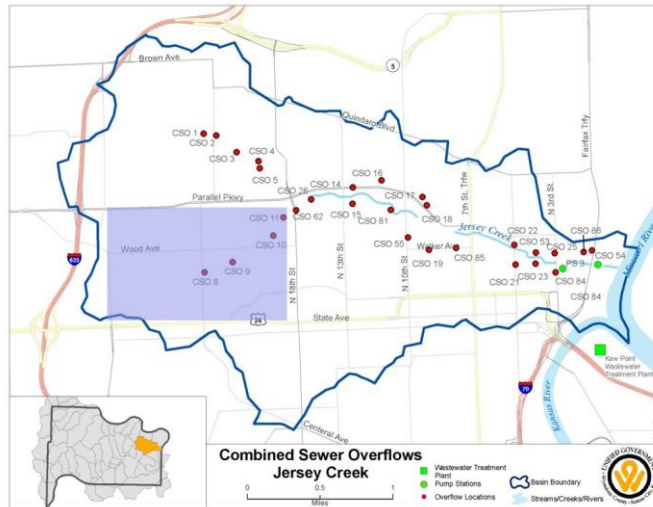 Brown Ave
5
Quindaro Blvd
Fairfax Trfy
CSO 1
CSO 2
CSO 3
CSO 4
CSO 5
CSO 16
CSO 14
CSO 26
Parallel Pkwy
CSO 17
7th St. Trfw
N 3rd St.
CSO 11
CSO 62
CSO 15
CSO 81
CSO 18
Jersey Creek
CSO 22
CSO 53
CSO 86
CSO 25
CSO 54
Wood Ave
CSO 10
N 18th St
N 13th St
N 10th St
CSO 55
Walker Ave
CSO 19
CSO 85
635
CSO 9
CSO 8
CSO 21
CSO 23
CSO 84
PS 3
Missouri River
CSO 84
24
State Ave
Kaw Point
Wastewater
Treatment Plant
70
Kansas River
Central Ave
Combined Sewer Overflows
Jersey Creek
0 0.5 1
Miles
Wastewater Treatment
Plant
Pump Stations
Overflow Locations
Basin Boundary
Streams/Creeks/Rivers
UNIFIED GOVERNMENT